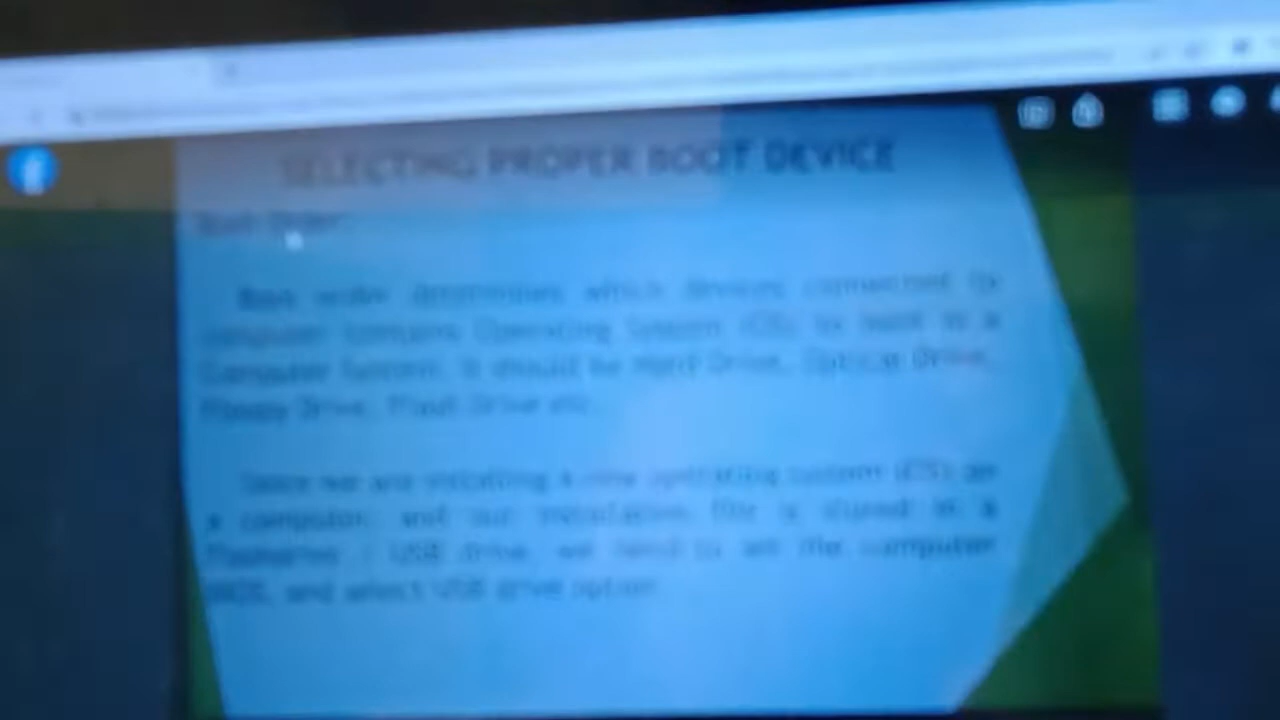 SELECTING PROPER BOOT DEVICE
Boot Order
Boot order determines which devices connected to
computer contains Operating System (OS) to boot in a
Computer System. It should be Hard Drive, Optical Drive,
Floppy Drive, Flash Drive etc.
Since we are installing a new operating system (OS) on
a computer, and our installation file is stored in a
flashdrive / USB drive, we need to set the computer
BIOS, and select USB drive option